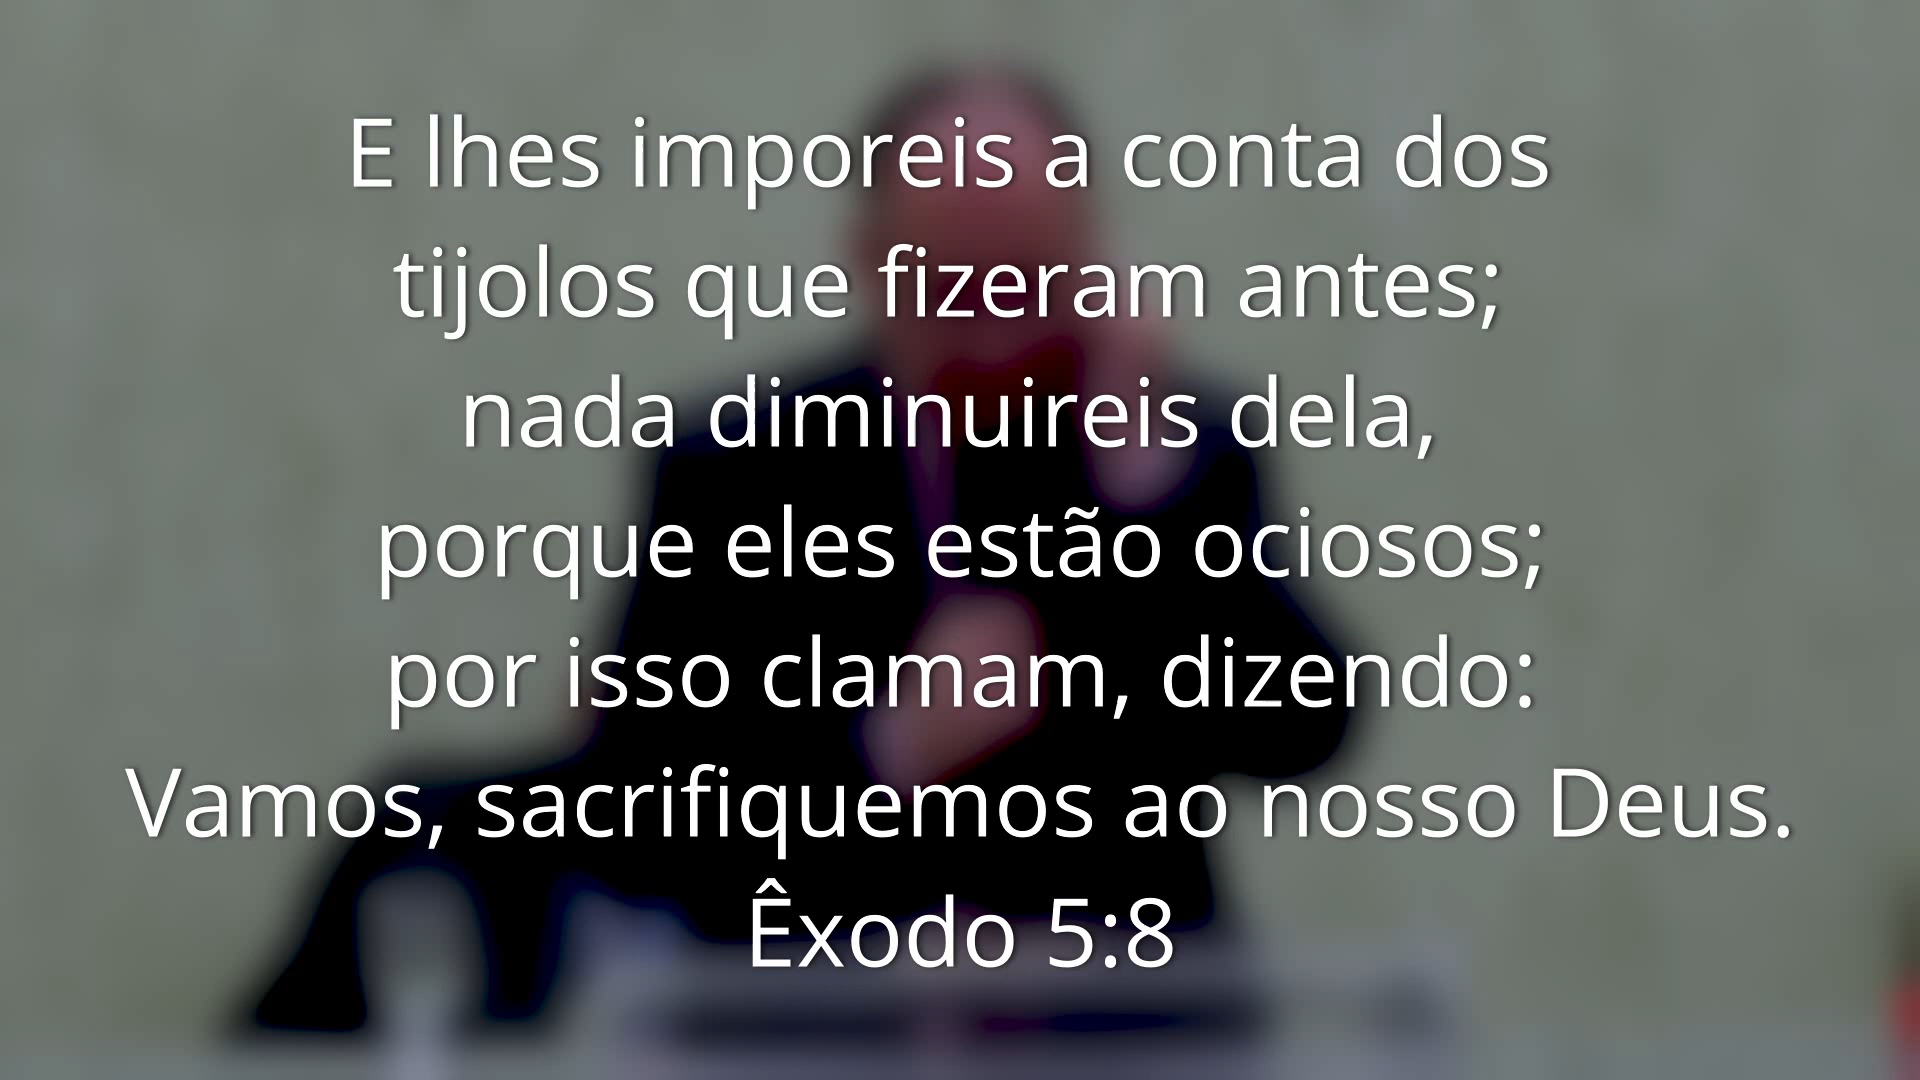 E lhes imporeis a conta dos
tijolos que fizeram antes;
nada diminuireis dela,
porque eles estão ociosos;
por isso clamam, dizendo:
Vamos, sacrifiquemos ao nosso Deus.
Êxodo 5:8